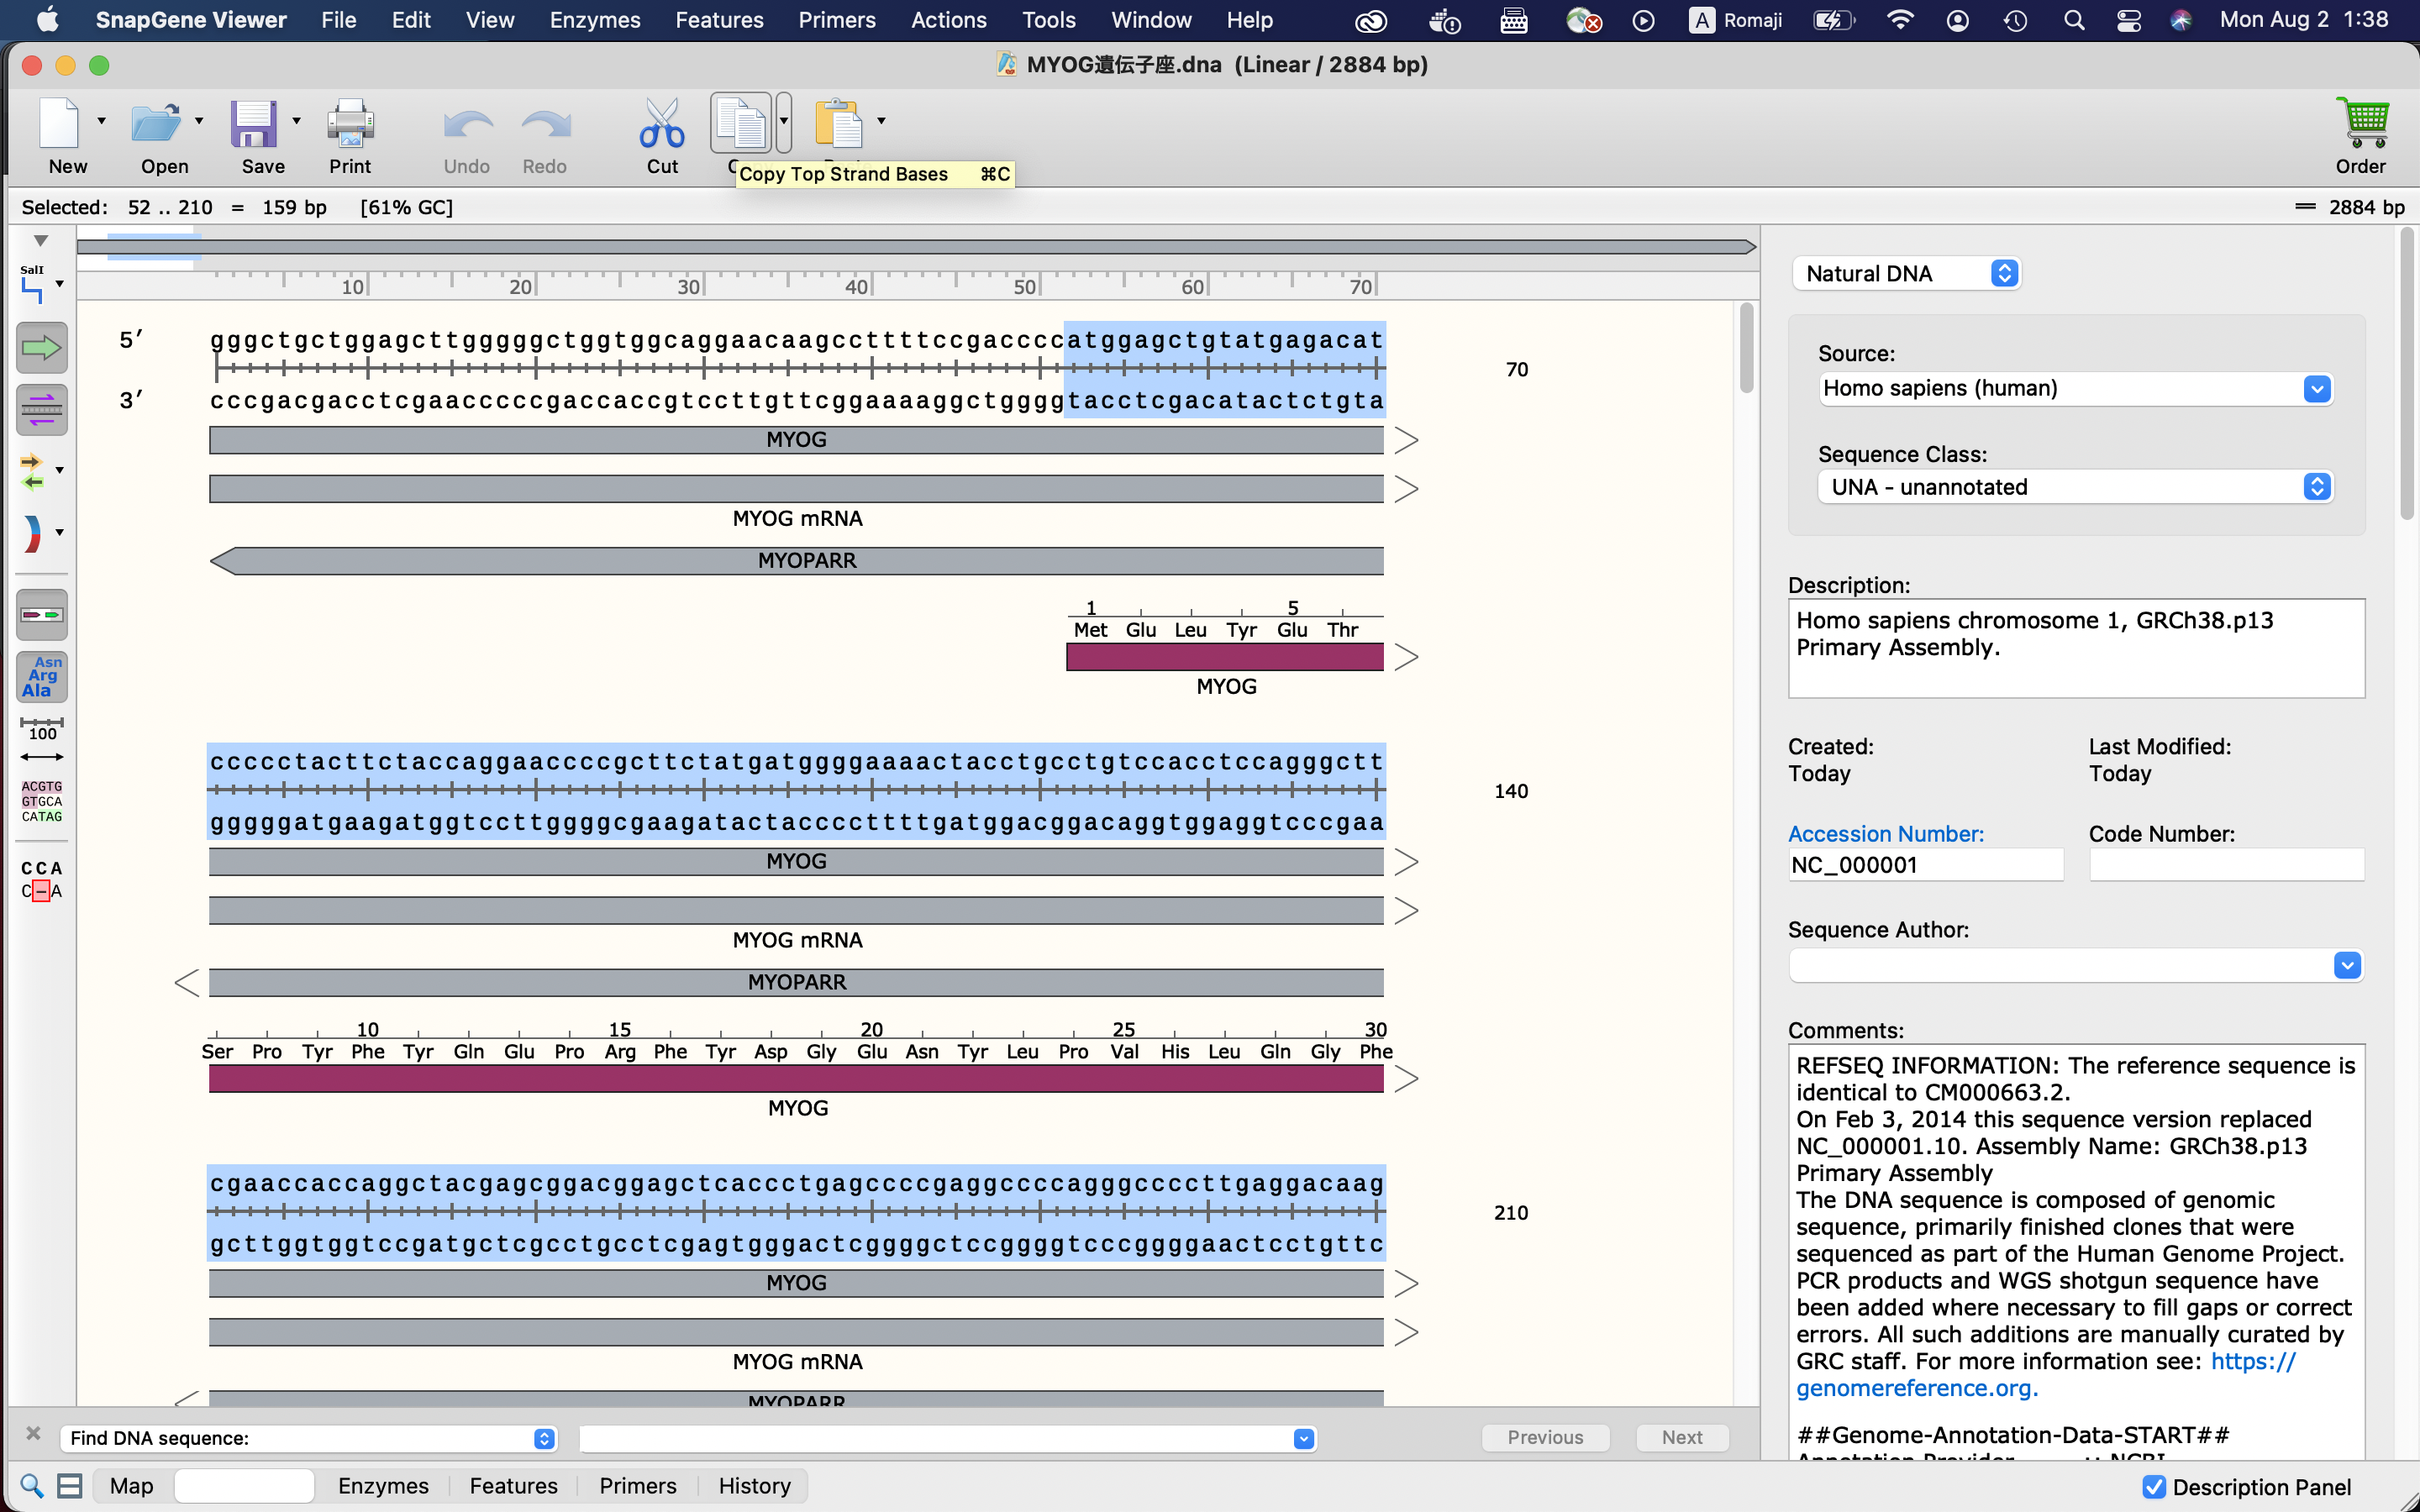 SnapGene Viewer File Edit View Enzymes Features Primers Actions Tools Window Help A Romaji Mon Aug 2 1:38
MYOG遺伝子座.dna (Linear / 2884 bp)
New Open Save Print Undo Redo Cut Order
Copy Top Strand Bases ⌘C
Selected: 52 .. 210 = 159 bp [61% GC] 2884 bp
SalI
10 20 30 40 50 60 70
5′ gggctgctggagcttgggggctggtggcaggaacaagccttttccgaccccatggagctgtatgagacat
70
3′ cccgacgacctcgaacccccgaccaccgtccttgttcggaaaaggctggggtacctcgacatactctgta
MYOG
MYOG mRNA
MYOPARR
1 5
Met Glu Leu Tyr Glu Thr
MYOG
ccccctacttctaccaggaaccccgcttctatgatggggaaaactacctgcctgtccacctccagggctt
140
gggggatgaagatggtccttggggcgaagatactaccccttttgatggacggacaggtggaggtcccgaa
MYOG
MYOG mRNA
MYOPARR
10 15 20 25 30
Ser Pro Tyr Phe Tyr Gln Glu Pro Arg Phe Tyr Asp Gly Glu Asn Tyr Leu Pro Val His Leu Gln Gly Phe
MYOG
cgaaccaccaggctacgagcggacggagctcaccctgagccccgaggccccagggccccttgaggacaag
210
gcttggtggtccgatgctcgcctgcctcgagtgggactcggggctccggggtcccggggaactcctgttc
MYOG
MYOG mRNA
MYOPARR
Asn
Arg
Ala
100
ACGTG
GTGCA
CATAG
CCA
C–A
Natural DNA
Source:
Homo sapiens (human)
Sequence Class:
UNA - unannotated
Description:
Homo sapiens chromosome 1, GRCh38.p13
Primary Assembly.
Created: Last Modified:
Today Today
Accession Number: Code Number:
NC_000001
Sequence Author:
Comments:
REFSEQ INFORMATION: The reference sequence is
identical to CM000663.2.
On Feb 3, 2014 this sequence version replaced
NC_000001.10. Assembly Name: GRCh38.p13
Primary Assembly
The DNA sequence is composed of genomic
sequence, primarily finished clones that were
sequenced as part of the Human Genome Project.
PCR products and WGS shotgun sequence have
been added where necessary to fill gaps or correct
errors. All such additions are manually curated by
GRC staff. For more information see: https://
genomereference.org.
##Genome-Annotation-Data-START##
Annotation Provider :: NCBI
Find DNA sequence: Previous Next
Map Enzymes Features Primers History Description Panel